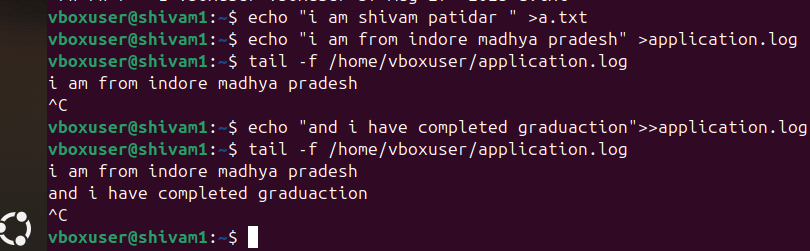 vboxuser@shivam1:~$ echo "i am shivam patidar " >a.txt
vboxuser@shivam1:~$ echo "i am from indore madhya pradesh" >application.log
vboxuser@shivam1:~$ tail -f /home/vboxuser/application.log
i am from indore madhya pradesh
^C
vboxuser@shivam1:~$ echo "and i have completed graduaction">>application.log
vboxuser@shivam1:~$ tail -f /home/vboxuser/application.log
i am from indore madhya pradesh
and i have completed graduaction
^C
vboxuser@shivam1:~$